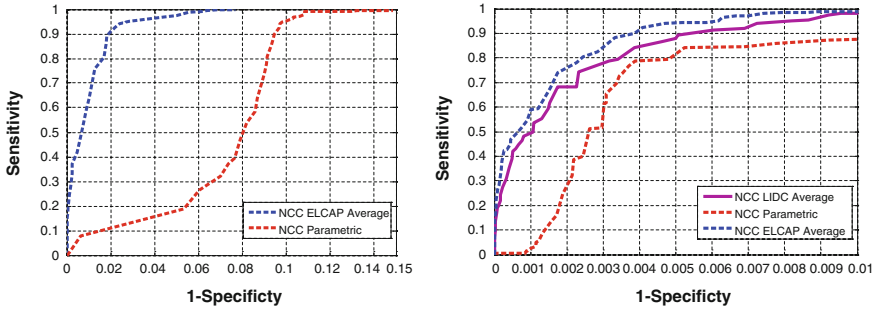 1
0.9
0.8
0.7
0.6
0.5
0.4
0.3
0.2
0.1
0
Sensitivity
0 0.02 0.04 0.06 0.08 0.1 0.12 0.14 0.15
1-Specificty
NCC ELCAP Average
NCC Parametric
1
0.9
0.8
0.7
0.6
0.5
0.4
0.3
0.2
0.1
0
Sensitivity
0 0.001 0.002 0.003 0.004 0.005 0.006 0.007 0.008 0.009 0.01
1-Specificty
NCC LIDC Average
NCC Parametric
NCC ELCAP Average